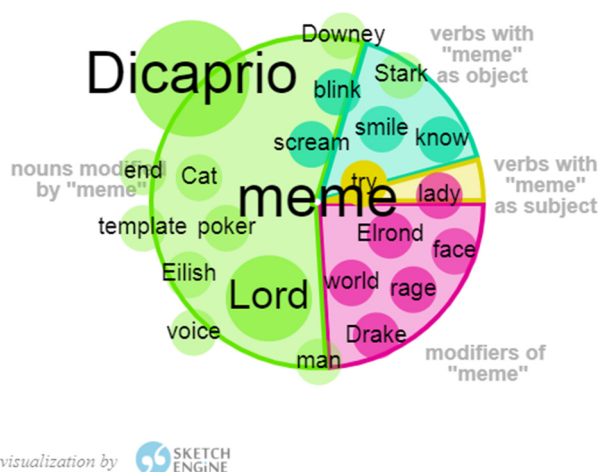 Downey
verbs with
"meme"
as object
Dicaprio
Stark
blink
smile
know
scream
nouns modified
by "meme"
end
Cat
try
verbs with
"meme"
as subject
meme
lady
template
poker
Elrond
face
Eilish
Lord
world
rage
voice
Drake
man
modifiers of
"meme"
visualization by
SKETCH
ENGINE